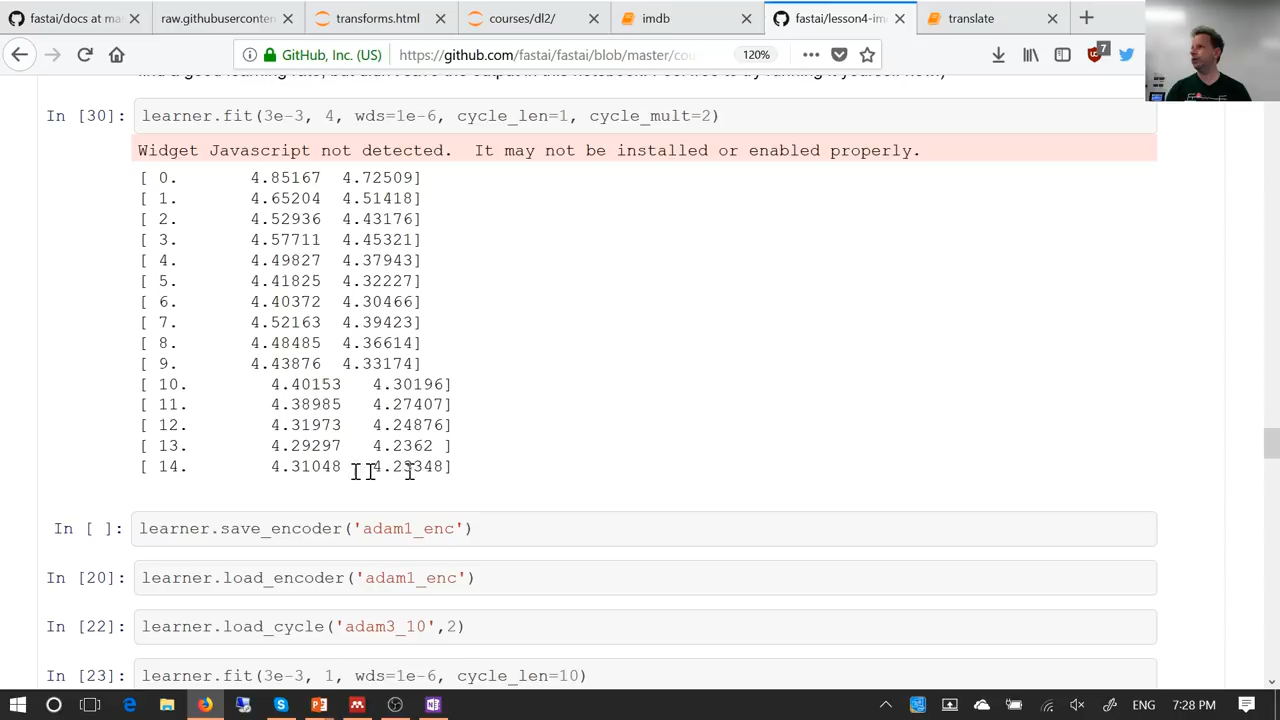 fastai/docs at ma
raw.githubuserconten
transforms.html
courses/dl2/
imdb
fastai/lesson4-im
translate
GitHub, Inc. (US)
https://github.com/fastai/fastai/blob/master/cou
120%
7
In [30]: learner.fit(3e-3, 4, wds=1e-6, cycle_len=1, cycle_mult=2)
Widget Javascript not detected.  It may not be installed or enabled properly.
[ 0. 4.85167 4.72509]
[ 1. 4.65204 4.51418]
[ 2. 4.52936 4.43176]
[ 3. 4.57711 4.45321]
[ 4. 4.49827 4.37943]
[ 5. 4.41825 4.32227]
[ 6. 4.40372 4.30466]
[ 7. 4.52163 4.39423]
[ 8. 4.48485 4.36614]
[ 9. 4.43876 4.33174]
[ 10. 4.40153 4.30196]
[ 11. 4.38985 4.27407]
[ 12. 4.31973 4.24876]
[ 13. 4.29297 4.2362 ]
[ 14. 4.31048 4.23348]
In [ ]: learner.save_encoder('adam1_enc')
In [20]: learner.load_encoder('adam1_enc')
In [22]: learner.load_cycle('adam3_10',2)
In [23]: learner.fit(3e-3, 1, wds=1e-6, cycle_len=10)
ENG 7:28 PM